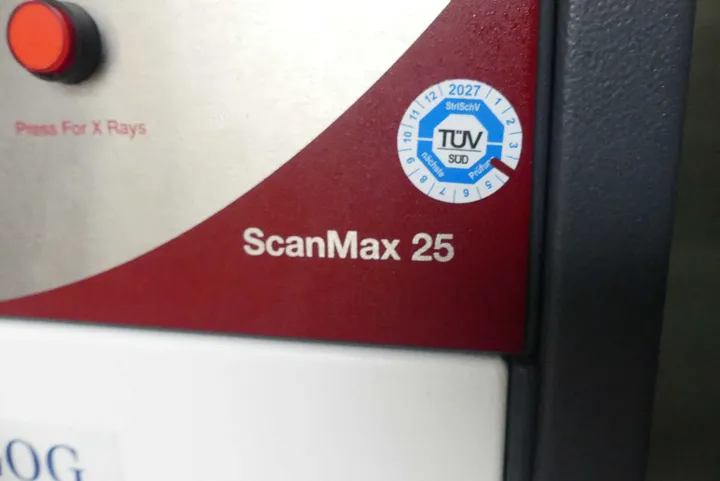 Press For X Rays
2027
1
2
3
5
6
7
8
9
10
11
12
StrlSchV
TÜV
SÜD
nächste Prüfung
ScanMax 25
OG